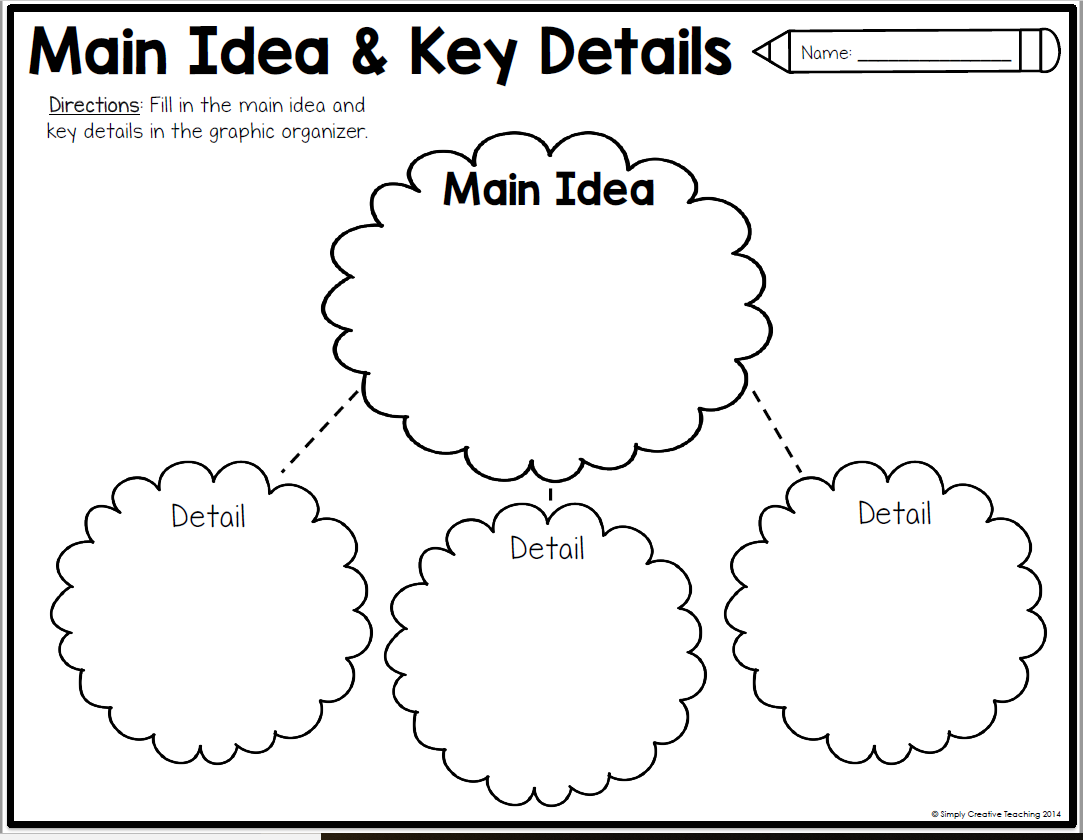 Main Idea & Key Details
Name: _______________
Directions: Fill in the main idea and
key details in the graphic organizer.
Main Idea
Detail
Detail
Detail
© Simply Creative Teaching 2014